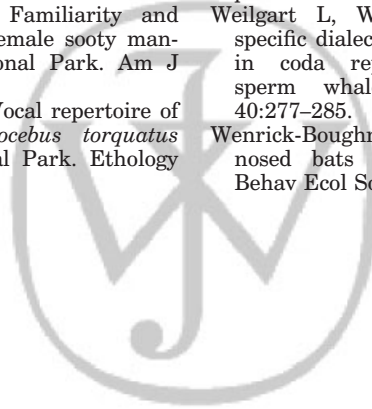 Familiarity and
emale sooty man-
onal Park. Am J
Vocal repertoire of
ocebus torquatus
al Park. Ethology
Weilgart L, W
specific dialec
in coda rep
sperm whal
40:277–285.
Wenrick-Boughn
nosed bats
Behav Ecol So